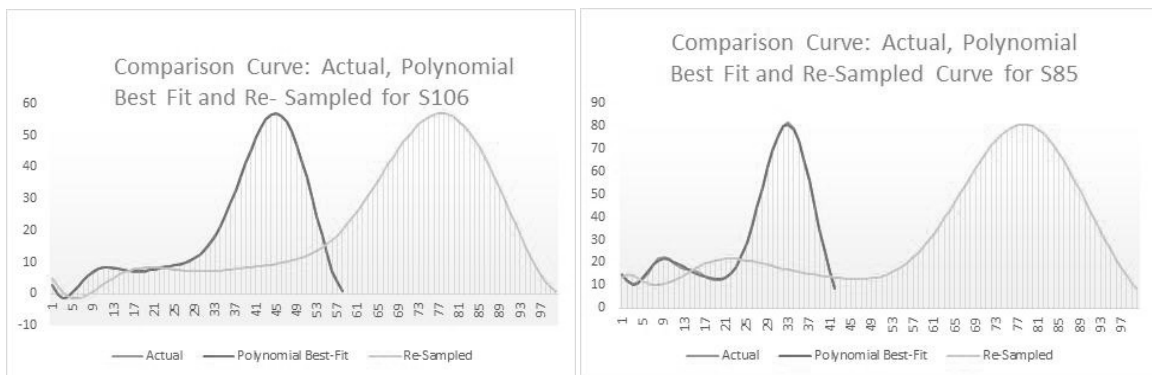 Comparison Curve: Actual, Polynomial
Best Fit and Re- Sampled for S106
60
50
40
30
20
10
0
-10
1 5 9 13 17 21 25 29 33 37 41 45 49 53 57 61 65 69 73 77 81 85 89 93 97
Actual Polynomial Best-Fit Re-Sampled
Comparison Curve: Actual, Polynomial
Best Fit and Re-Sampled Curve for S85
90
80
70
60
50
40
30
20
10
0
1 5 9 13 17 21 25 29 33 37 41 45 49 53 57 61 65 69 73 77 81 85 89 93 97
Actual Polynomial Best-Fit Re-Sampled